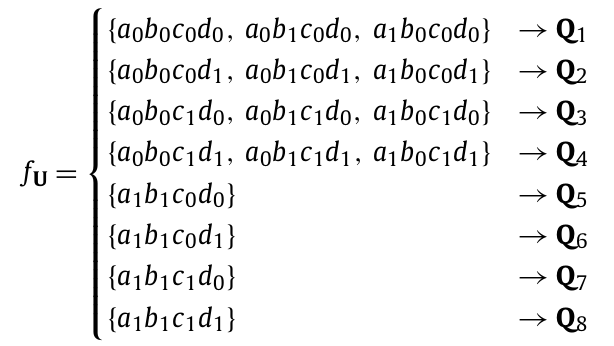 {a₀b₀c₀d₀, a₀b₁c₀d₀, a₁b₀c₀d₀} → Q₁
{a₀b₀c₀d₁, a₀b₁c₀d₁, a₁b₀c₀d₁} → Q₂
{a₀b₀c₁d₀, a₀b₁c₁d₀, a₁b₀c₁d₀} → Q₃
{a₀b₀c₁d₁, a₀b₁c₁d₁, a₁b₀c₁d₁} → Q₄
f_U =
{a₁b₁c₀d₀} → Q₅
{a₁b₁c₀d₁} → Q₆
{a₁b₁c₁d₀} → Q₇
{a₁b₁c₁d₁} → Q₈